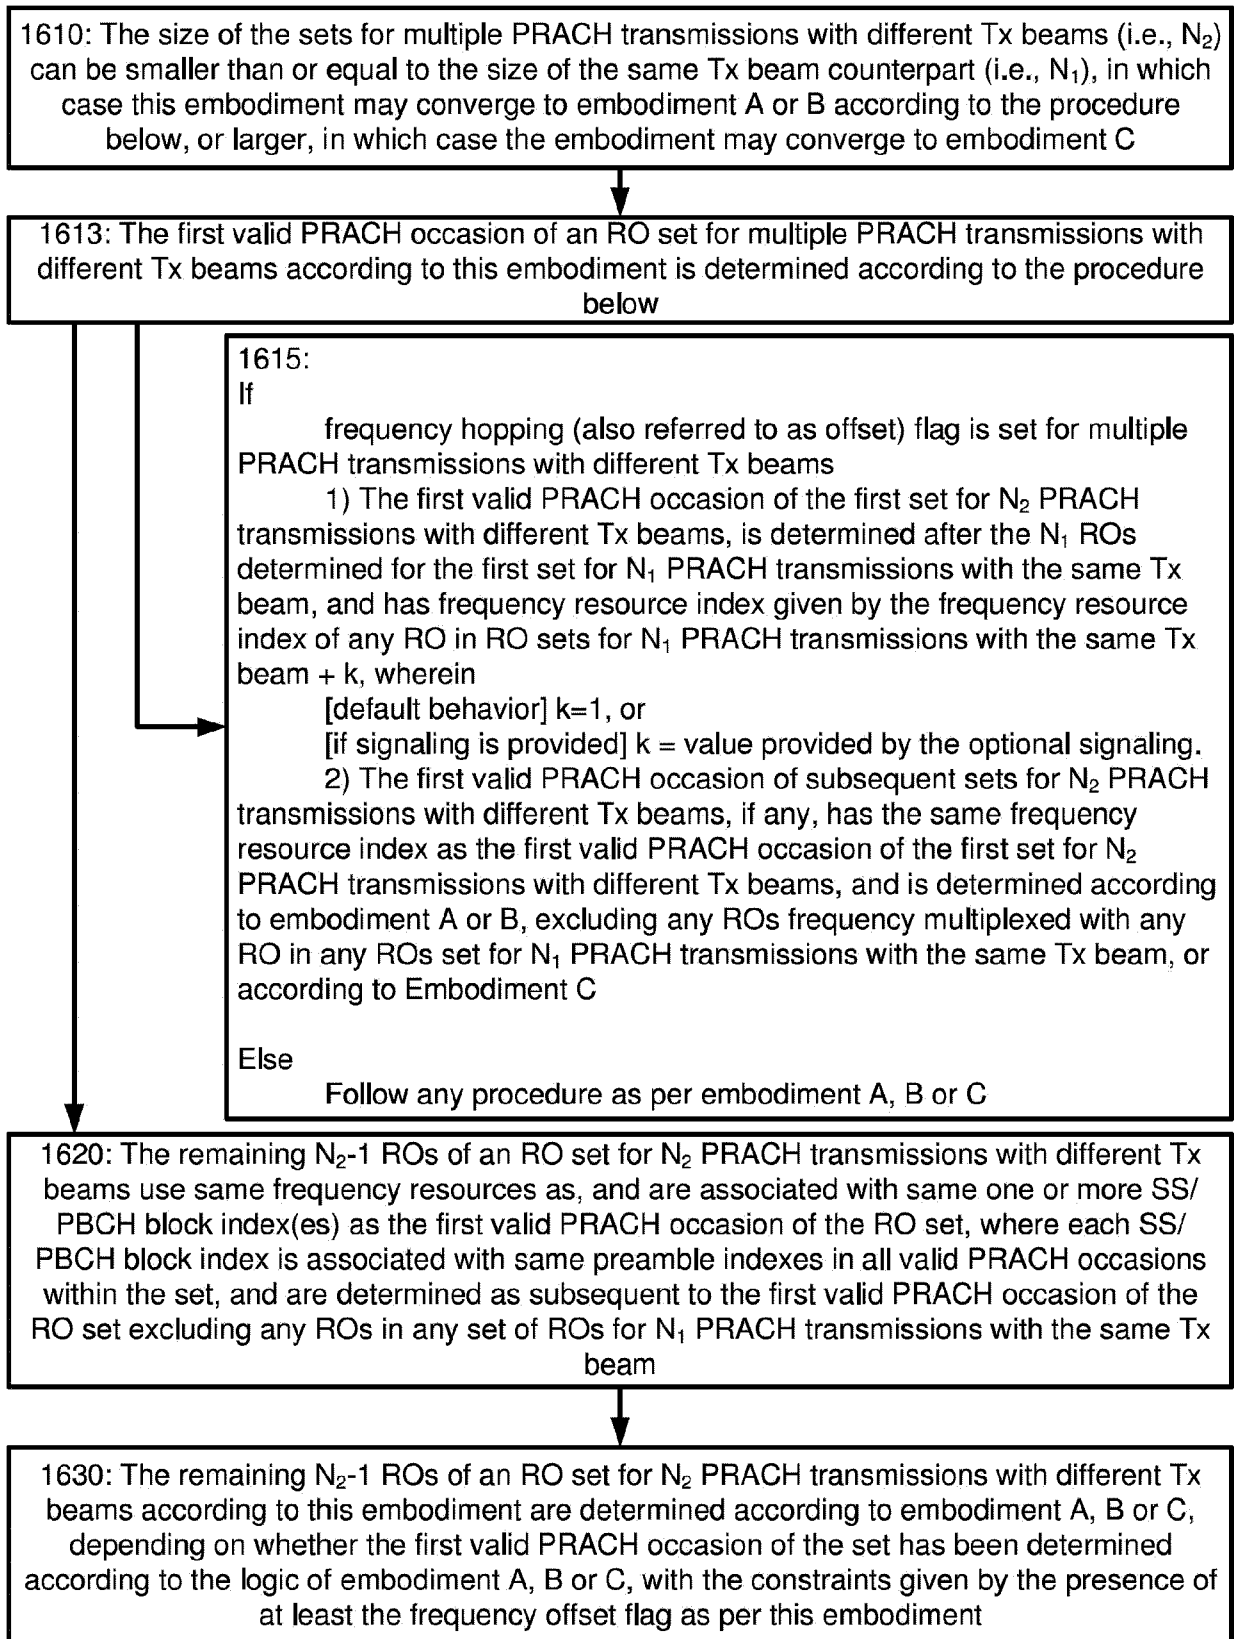 1610: The size of the sets for multiple PRACH transmissions with different Tx beams (i.e., N₂)
can be smaller than or equal to the size of the same Tx beam counterpart (i.e., N₁), in which
case this embodiment may converge to embodiment A or B according to the procedure
below, or larger, in which case the embodiment may converge to embodiment C
1613: The first valid PRACH occasion of an RO set for multiple PRACH transmissions with
different Tx beams according to this embodiment is determined according to the procedure
below
1615:
If
frequency hopping (also referred to as offset) flag is set for multiple
PRACH transmissions with different Tx beams
1) The first valid PRACH occasion of the first set for N₂ PRACH
transmissions with different Tx beams, is determined after the N₁ ROs
determined for the first set for N₁ PRACH transmissions with the same Tx
beam, and has frequency resource index given by the frequency resource
index of any RO in RO sets for N₁ PRACH transmissions with the same Tx
beam + k, wherein
[default behavior] k=1, or
[if signaling is provided] k = value provided by the optional signaling.
2) The first valid PRACH occasion of subsequent sets for N₂ PRACH
transmissions with different Tx beams, if any, has the same frequency
resource index as the first valid PRACH occasion of the first set for N₂
PRACH transmissions with different Tx beams, and is determined according
to embodiment A or B, excluding any ROs frequency multiplexed with any
RO in any ROs set for N₁ PRACH transmissions with the same Tx beam, or
according to Embodiment C
Else
Follow any procedure as per embodiment A, B or C
1620: The remaining N₂-1 ROs of an RO set for N₂ PRACH transmissions with different Tx
beams use same frequency resources as, and are associated with same one or more SS/
PBCH block index(es) as the first valid PRACH occasion of the RO set, where each SS/
PBCH block index is associated with same preamble indexes in all valid PRACH occasions
within the set, and are determined as subsequent to the first valid PRACH occasion of the
RO set excluding any ROs in any set of ROs for N₁ PRACH transmissions with the same Tx
beam
1630: The remaining N₂-1 ROs of an RO set for N₂ PRACH transmissions with different Tx
beams according to this embodiment are determined according to embodiment A, B or C,
depending on whether the first valid PRACH occasion of the set has been determined
according to the logic of embodiment A, B or C, with the constraints given by the presence of
at least the frequency offset flag as per this embodiment